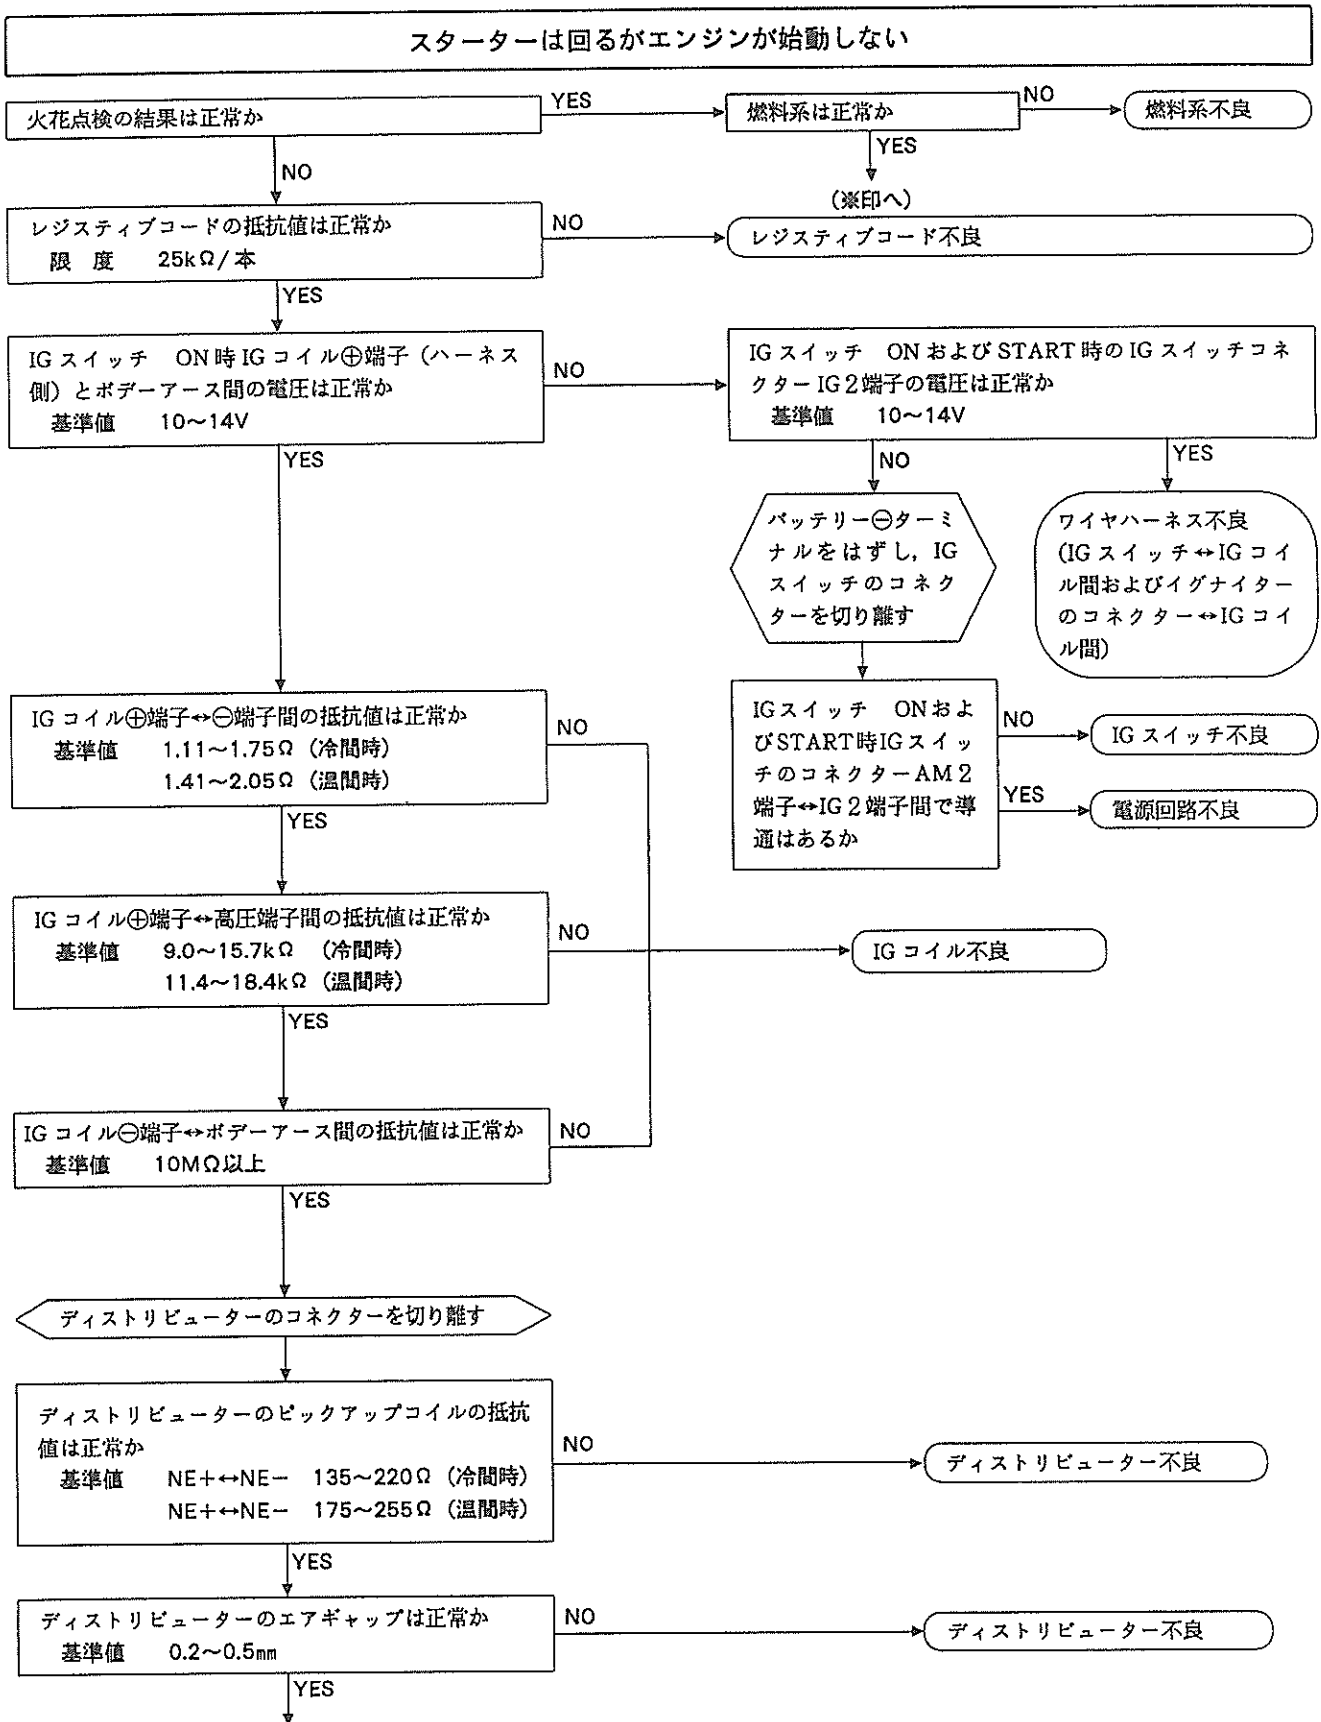 スターターは回るがエンジンが始動しない
火花点検の結果は正常か
YES
燃料系は正常か
NO
燃料系不良
YES
(※印へ)
NO
レジスティブコードの抵抗値は正常か
限 度 25kΩ/本
NO
レジスティブコード不良
YES
IG スイッチ ON 時 IG コイル⊕端子(ハーネス
側)とボデーアース間の電圧は正常か
基準値 10〜14V
NO
IG スイッチ ON および START 時の IG スイッチコネ
クター IG 2 端子の電圧は正常か
基準値 10〜14V
YES
NO
YES
バッテリー⊖ターミ
ナルをはずし, IG
スイッチのコネク
ターを切り離す
ワイヤハーネス不良
(IG スイッチ↔IG コイ
ル間およびイグナイター
のコネクター↔IG コイ
ル間)
IG コイル⊕端子↔⊖端子間の抵抗値は正常か
基準値 1.11〜1.75Ω (冷間時)
1.41〜2.05Ω (温間時)
NO
IGスイッチ ONおよ
びSTART時IGスイッ
チのコネクターAM 2
端子↔IG 2 端子間で導
通はあるか
NO
IG スイッチ不良
YES
電源回路不良
YES
IG コイル⊕端子↔高圧端子間の抵抗値は正常か
基準値 9.0〜15.7kΩ (冷間時)
11.4〜18.4kΩ (温間時)
NO
IG コイル不良
YES
IG コイル⊖端子↔ボデーアース間の抵抗値は正常か
基準値 10MΩ以上
NO
YES
ディストリビューターのコネクターを切り離す
ディストリビューターのピックアップコイルの抵抗
値は正常か
基準値 NE+↔NE− 135〜220Ω (冷間時)
NE+↔NE− 175〜255Ω (温間時)
NO
ディストリビューター不良
YES
ディストリビューターのエアギャップは正常か
基準値 0.2〜0.5㎜
NO
ディストリビューター不良
YES